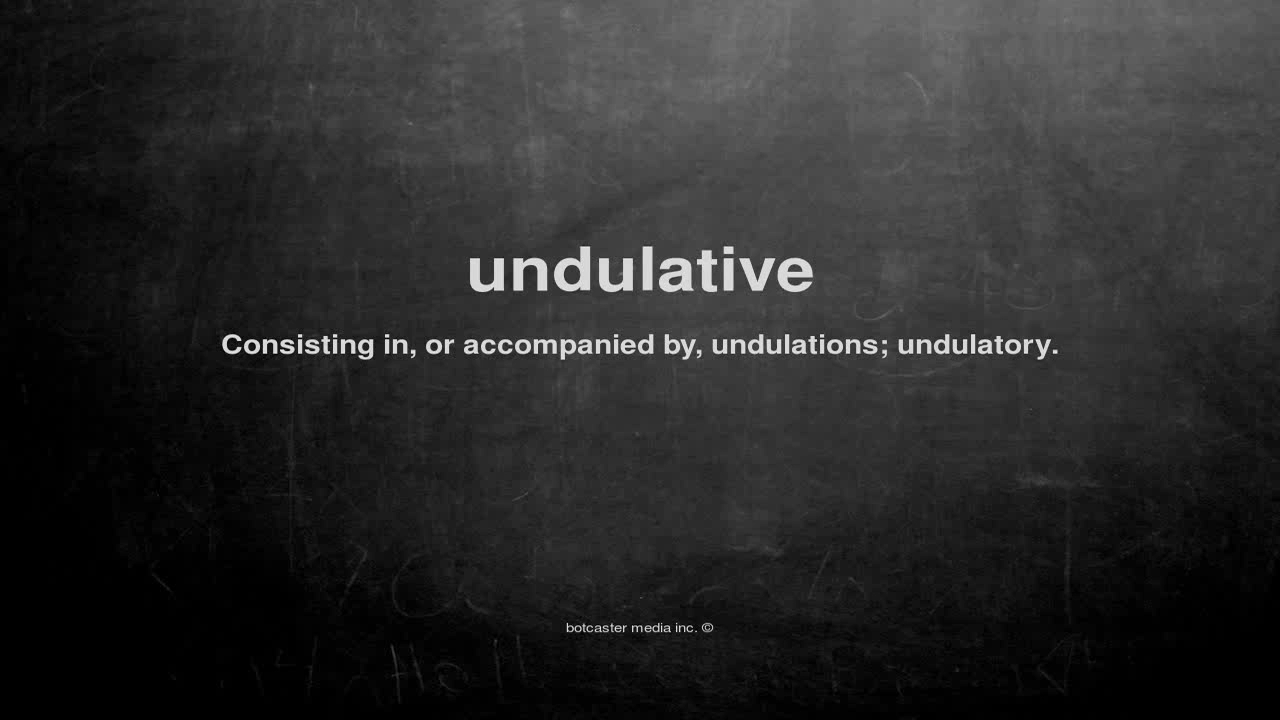 undulative
Consisting in, or accompanied by, undulations; undulatory.
botcaster media inc. ©